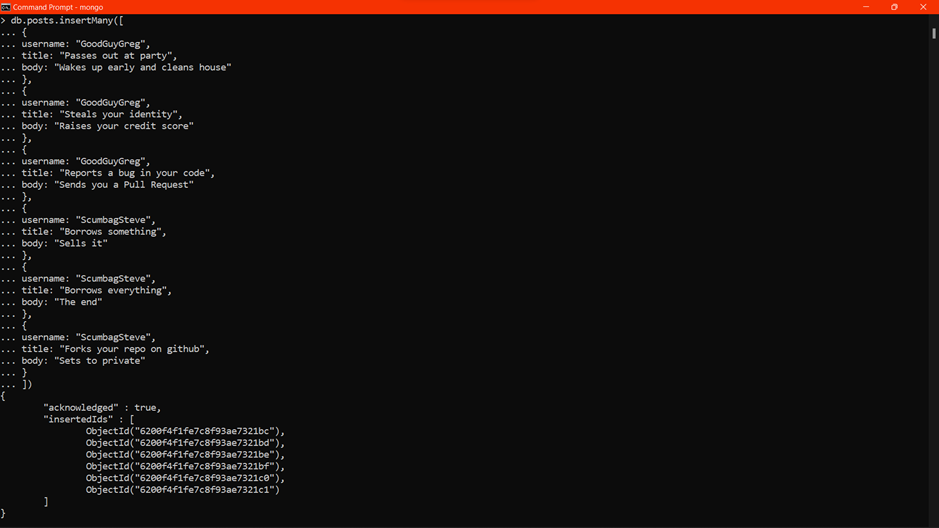 Command Prompt - mongo
> db.posts.insertMany([
... {
... username: "GoodGuyGreg",
... title: "Passes out at party",
... body: "Wakes up early and cleans house"
... },
... {
... username: "GoodGuyGreg",
... title: "Steals your identity",
... body: "Raises your credit score"
... },
... {
... username: "GoodGuyGreg",
... title: "Reports a bug in your code",
... body: "Sends you a Pull Request"
... },
... {
... username: "ScumbagSteve",
... title: "Borrows something",
... body: "Sells it"
... },
... {
... username: "ScumbagSteve",
... title: "Borrows everything",
... body: "The end"
... },
... {
... username: "ScumbagSteve",
... title: "Forks your repo on github",
... body: "Sets to private"
... }
... ])
{
        "acknowledged" : true,
        "insertedIds" : [
                ObjectId("6200f4f1fe7c8f93ae7321bc"),
                ObjectId("6200f4f1fe7c8f93ae7321bd"),
                ObjectId("6200f4f1fe7c8f93ae7321be"),
                ObjectId("6200f4f1fe7c8f93ae7321bf"),
                ObjectId("6200f4f1fe7c8f93ae7321c0"),
                ObjectId("6200f4f1fe7c8f93ae7321c1")
        ]
}